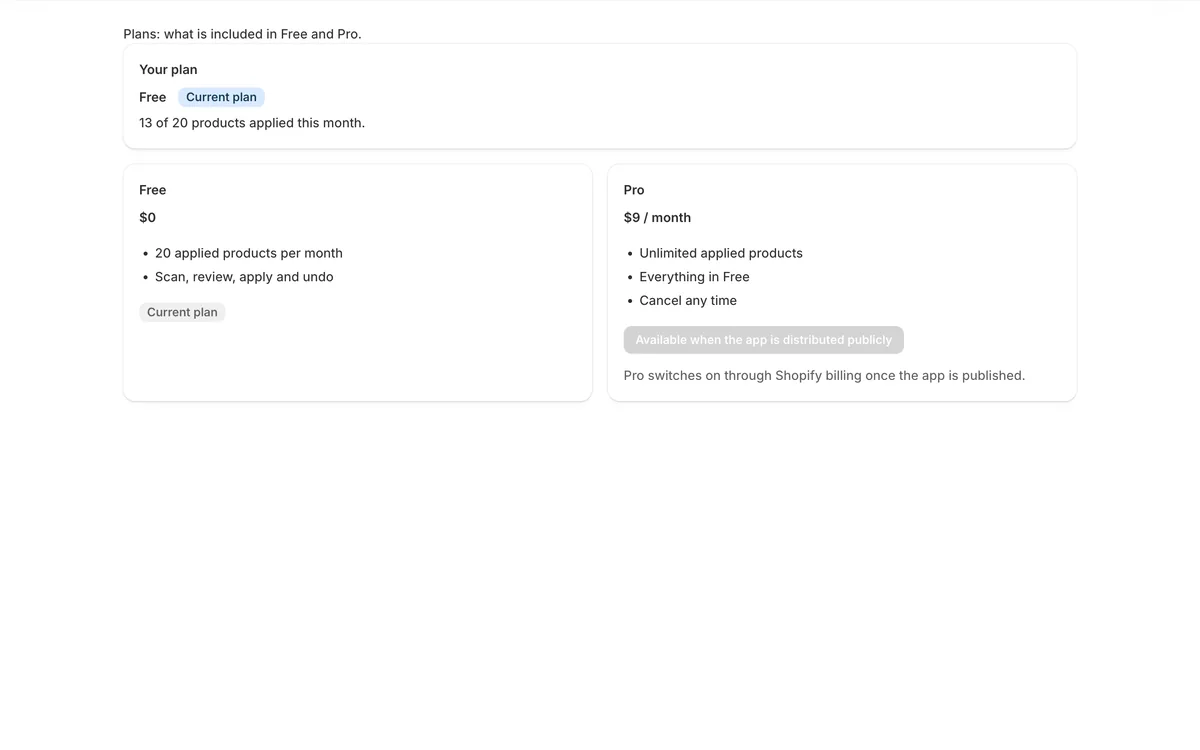 Plans: what is included in Free and Pro.
Your plan
Free Current plan
13 of 20 products applied this month.
Free
$0
• 20 applied products per month
• Scan, review, apply and undo
Current plan
Pro
$9 / month
• Unlimited applied products
• Everything in Free
• Cancel any time
Available when the app is distributed publicly
Pro switches on through Shopify billing once the app is published.